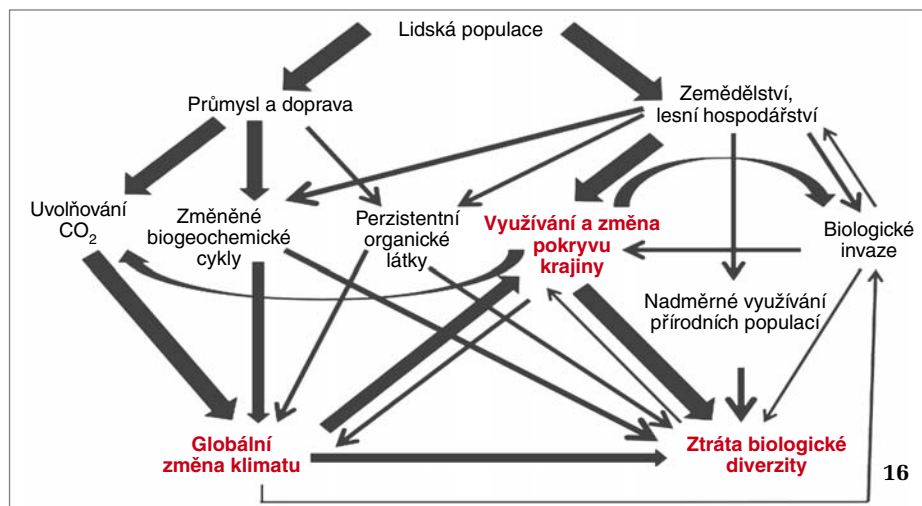 Lidská populace
Průmysl a doprava
Zemědělství,
lesní hospodářství
Uvolňování
CO₂
Změněné
biogeochemické
cykly
Perzistentní
organické
látky
Využívání a změna
pokryvu
krajiny
Biologické
invaze
Nadměrné využívání
přírodních populací
Globální
změna klimatu
Ztráta biologické
diverzity
16